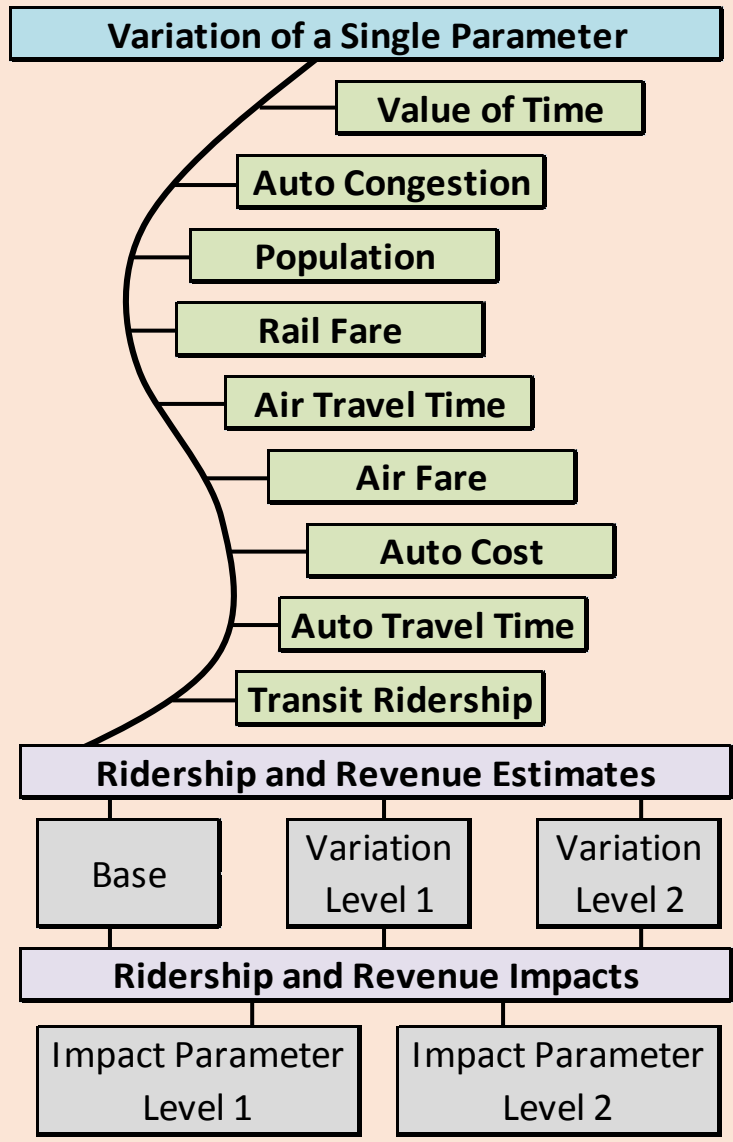 Variation of a Single Parameter
Value of Time
Auto Congestion
Population
Rail Fare
Air Travel Time
Air Fare
Auto Cost
Auto Travel Time
Transit Ridership
Ridership and Revenue Estimates
Base
Variation
Level 1
Variation
Level 2
Ridership and Revenue Impacts
Impact Parameter
Level 1
Impact Parameter
Level 2